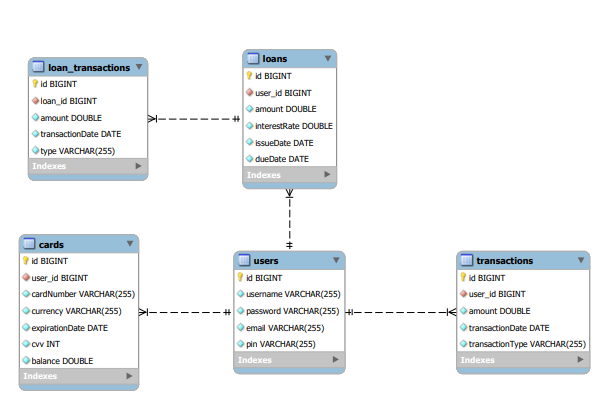 loan_transactions
id BIGINT
loan_id BIGINT
amount DOUBLE
transactionDate DATE
type VARCHAR(255)
Indexes
loans
id BIGINT
user_id BIGINT
amount DOUBLE
interestRate DOUBLE
issueDate DATE
dueDate DATE
Indexes
cards
id BIGINT
user_id BIGINT
cardNumber VARCHAR(255)
currency VARCHAR(255)
expirationDate DATE
cvv INT
balance DOUBLE
Indexes
users
id BIGINT
username VARCHAR(255)
password VARCHAR(255)
email VARCHAR(255)
pin VARCHAR(255)
Indexes
transactions
id BIGINT
user_id BIGINT
amount DOUBLE
transactionDate DATE
transactionType VARCHAR(255)
Indexes